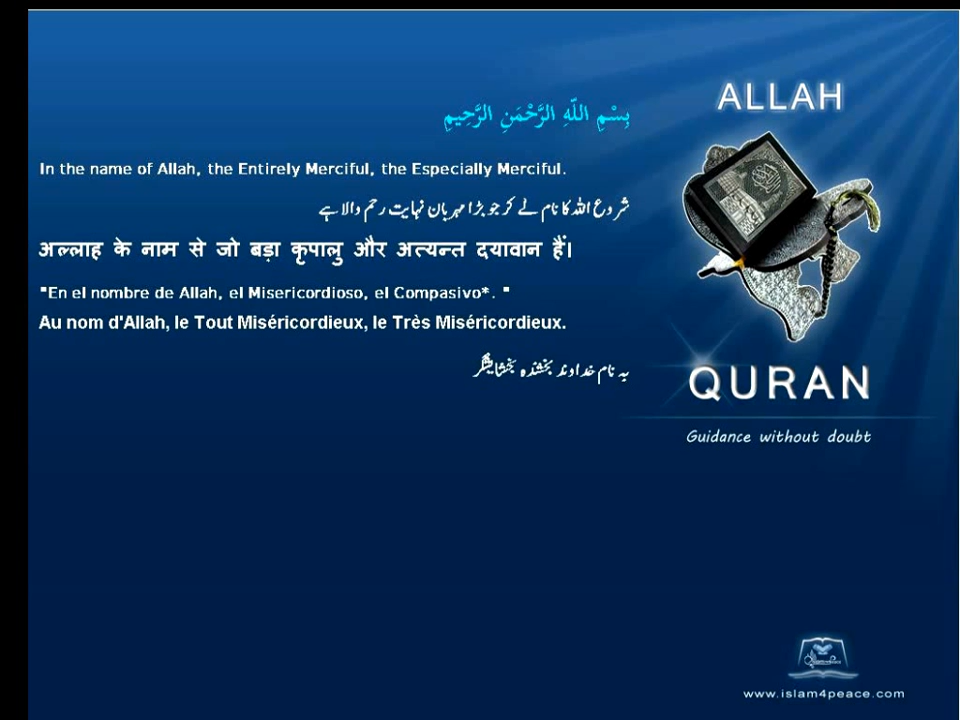 بِسْمِ اللّهِ الرَّحْمَنِ الرَّحِيمِ
In the name of Allah, the Entirely Merciful, the Especially Merciful.
شروع الله کا نام لے کر جو بڑا مہربان نہایت رحم والا ہے
अल्लाह के नाम से जो बड़ा कृपालु और अत्यन्त दयावान हैं।
"En el nombre de Allah, el Misericordioso, el Compasivo*. "
Au nom d'Allah, le Tout Miséricordieux, le Très Miséricordieux.
به نام خداوند بخشنده بخشایشگر
ALLAH
QURAN
Guidance without doubt
www.islam4peace.com